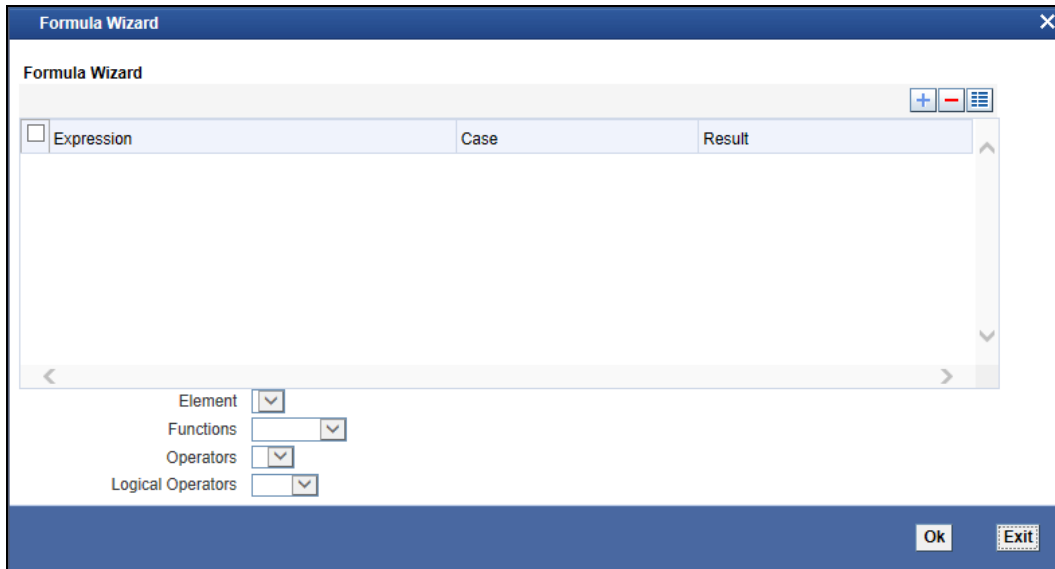 Formula Wizard
Formula Wizard
Expression Case Result
Element
Functions
Operators
Logical Operators
Ok Exit